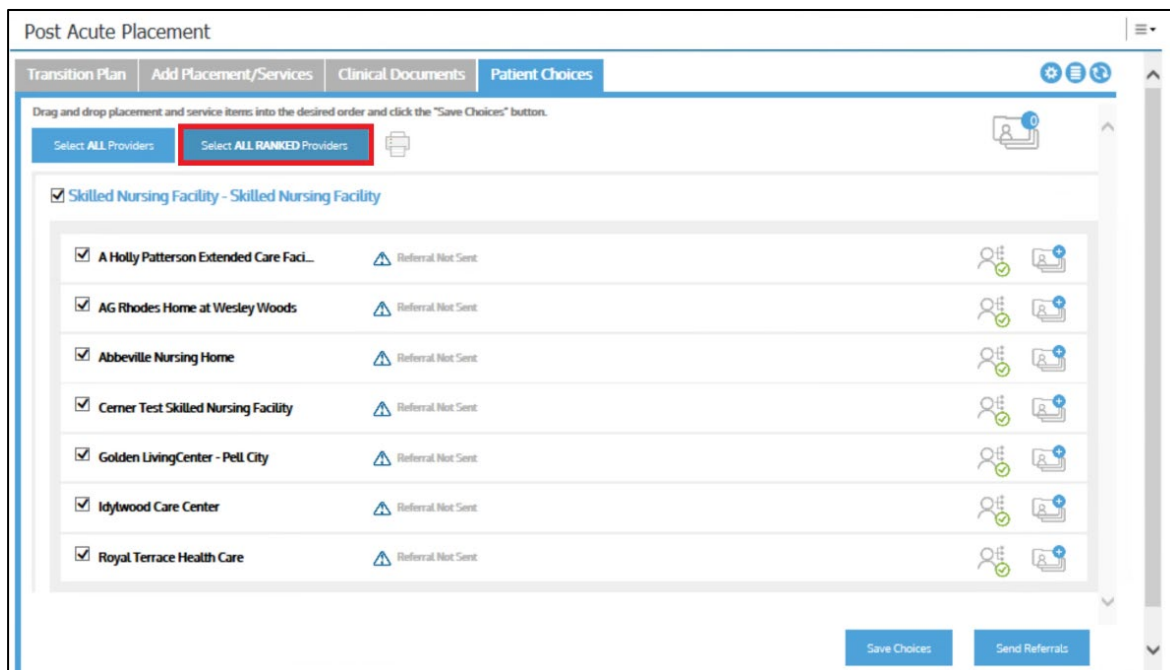 Post Acute Placement
Transition Plan Add Placement/Services Clinical Documents Patient Choices
Drag and drop placement and service items into the desired order and click the "Save Choices" button.
0
Select ALL Providers Select ALL RANKED Providers
Skilled Nursing Facility - Skilled Nursing Facility
A Holly Patterson Extended Care Faci... Referral Not Sent
AG Rhodes Home at Wesley Woods Referral Not Sent
Abbeville Nursing Home Referral Not Sent
Cerner Test Skilled Nursing Facility Referral Not Sent
Golden LivingCenter - Pell City Referral Not Sent
Idylwood Care Center Referral Not Sent
Royal Terrace Health Care Referral Not Sent
Save Choices Send Referrals